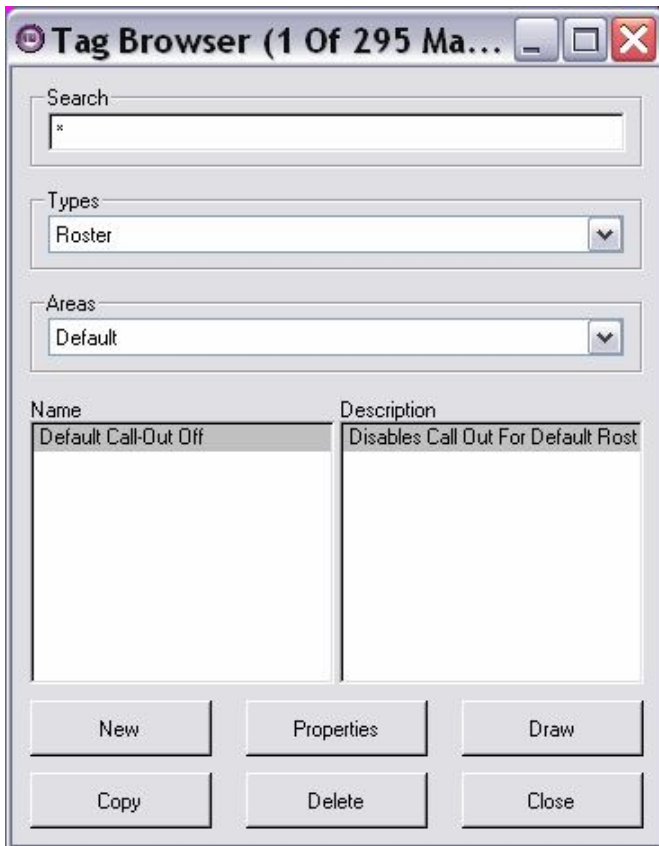 Tag Browser (1 Of 295 Ma...
Search
*
Types
Roster
Areas
Default
Name Description
Default Call-Out Off Disables Call Out For Default Rost
New Properties Draw
Copy Delete Close